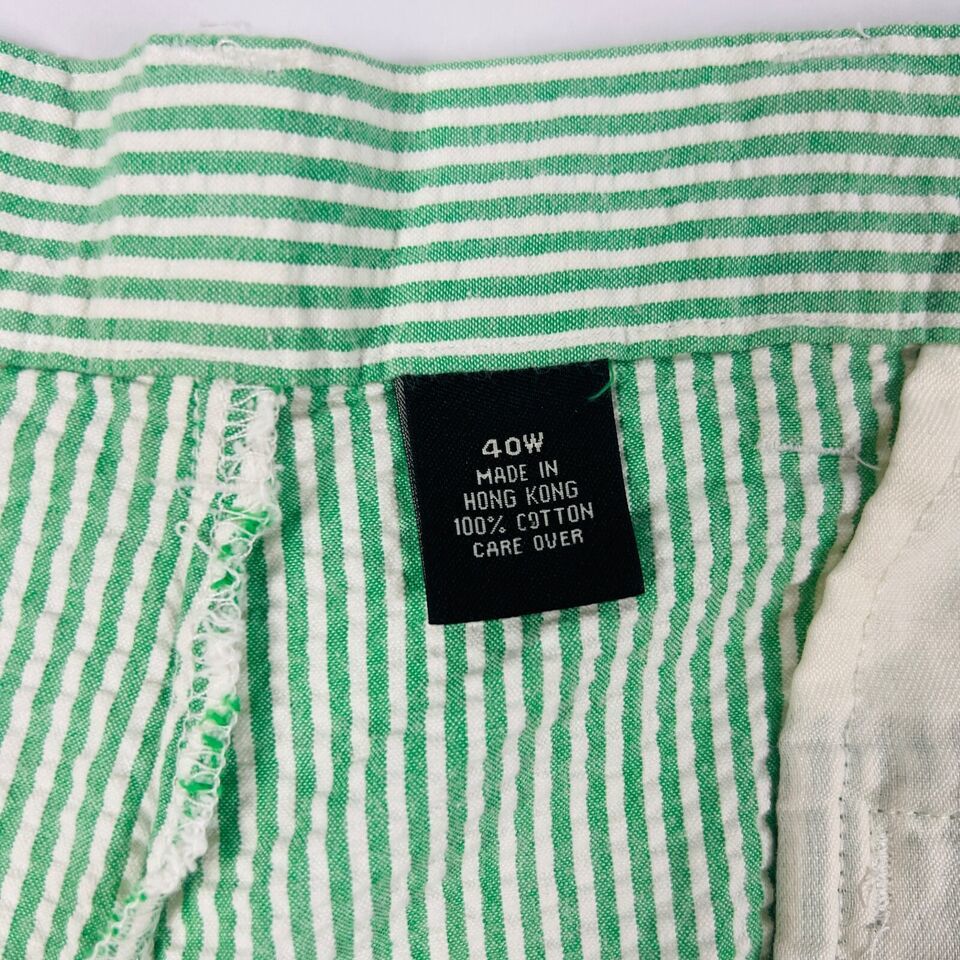 40W
MADE IN
HONG KONG
100% COTTON
CARE OVER